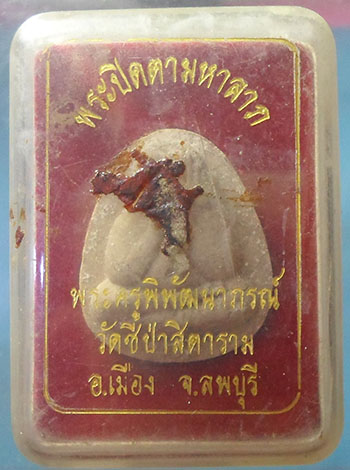 พระปิดตามหาลาภ
พระครูพิพัฒนาภรณ์
วัดชีป่าสิตาราม
อ.เมือง จ.ลพบุรี